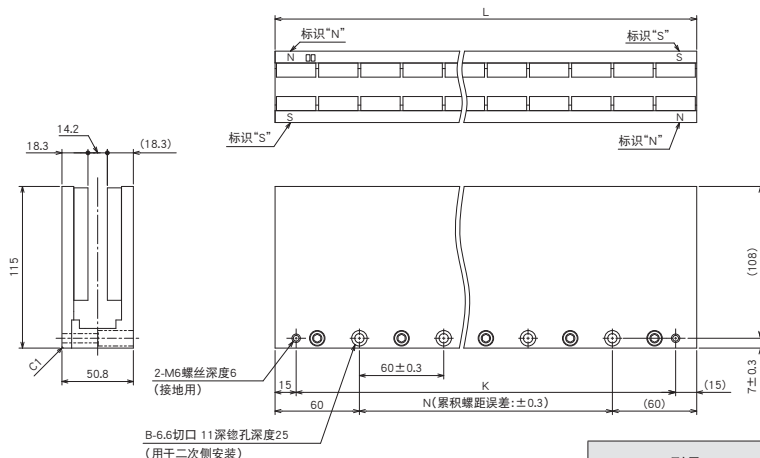 L
标识“N”
标识“S”
N
S
S
N
标识“S”
标识“N”
14.2
18.3
(18.3)
115
(108)
C1
50.8
2-M6螺丝深度6
(接地用)
60±0.3
15
K
(15)
7±0.3
60
N(累积螺距误差:±0.3)
(60)
B-6.6切口 11深锪孔深度25
(用于二次侧安装)